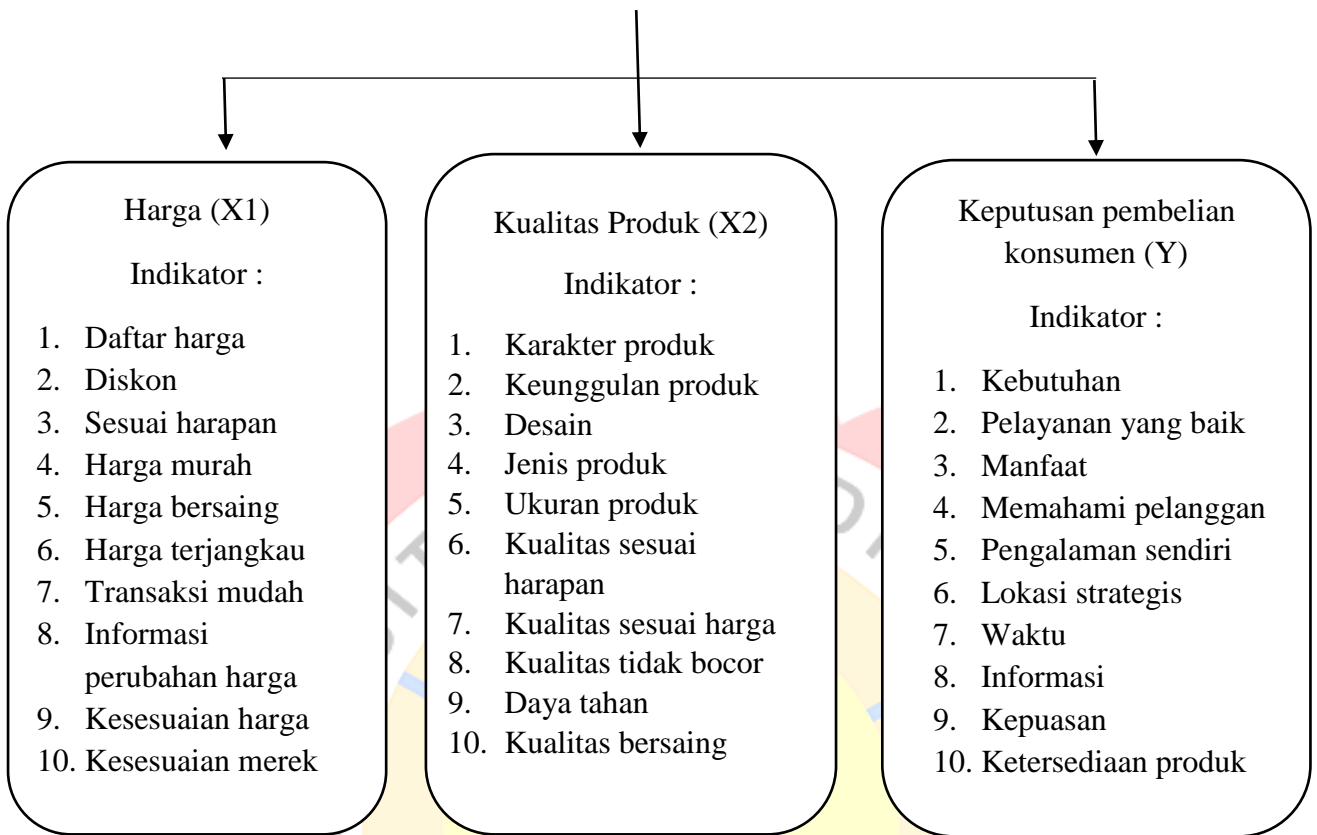 Harga (X1)
Indikator :
1. Daftar harga
2. Diskon
3. Sesuai harapan
4. Harga murah
5. Harga bersaing
6. Harga terjangkau
7. Transaksi mudah
8. Informasi
perubahan harga
9. Kesesuaian harga
10. Kesesuaian merek
Kualitas Produk (X2)
Indikator :
1. Karakter produk
2. Keunggulan produk
3. Desain
4. Jenis produk
5. Ukuran produk
6. Kualitas sesuai
harapan
7. Kualitas sesuai harga
8. Kualitas tidak bocor
9. Daya tahan
10. Kualitas bersaing
Keputusan pembelian
konsumen (Y)
Indikator :
1. Kebutuhan
2. Pelayanan yang baik
3. Manfaat
4. Memahami pelanggan
5. Pengalaman sendiri
6. Lokasi strategis
7. Waktu
8. Informasi
9. Kepuasan
10. Ketersediaan produk